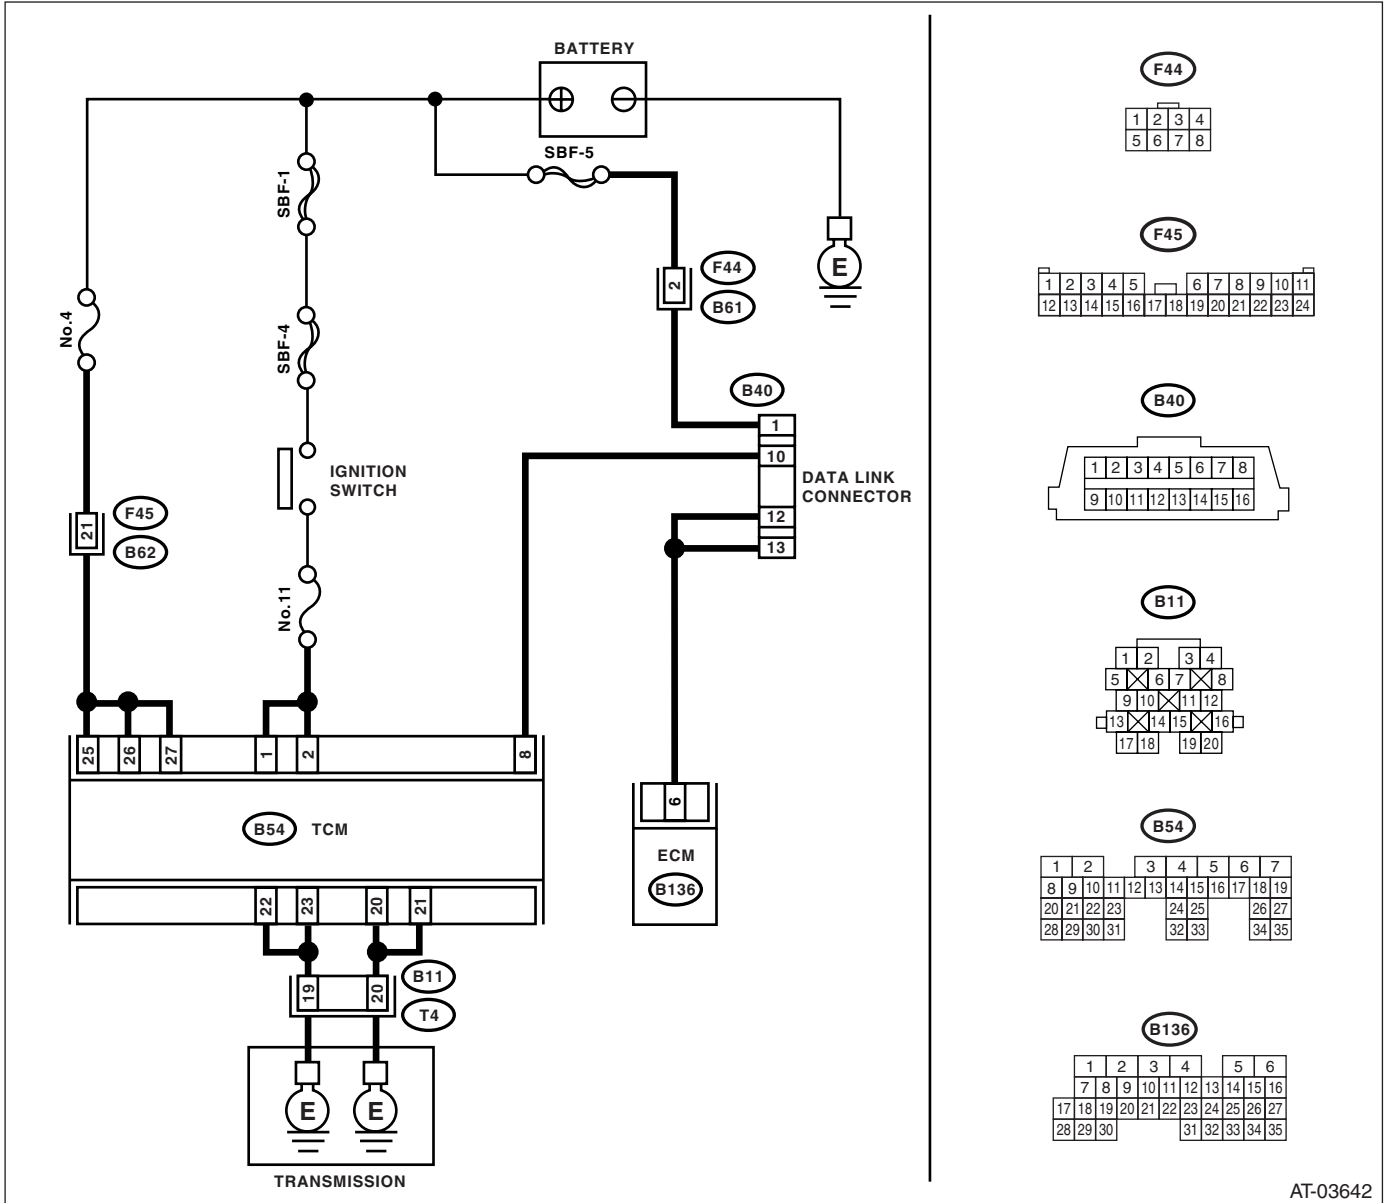 BATTERY
SBF-5
SBF-1
F44
2
B61
E
No.4
SBF-4
B40
1
10
DATA LINK
CONNECTOR
12
13
IGNITION
SWITCH
F45
21
B62
No.11
25 26 27 1 2 8
B54 TCM
6
ECM
B136
22 23 20 21
B11
19 20
T4
E E
TRANSMISSION
F44
1 2 3 4
5 6 7 8
F45
1 2 3 4 5 6 7 8 9 10 11
12 13 14 15 16 17 18 19 20 21 22 23 24
B40
1 2 3 4 5 6 7 8
9 10 11 12 13 14 15 16
B11
1 2 3 4
5 6 7 8
9 10 11 12
13 14 15 16
17 18 19 20
B54
1 2 3 4 5 6 7
8 9 10 11 12 13 14 15 16 17 18 19
20 21 22 23 24 25 26 27
28 29 30 31 32 33 34 35
B136
1 2 3 4 5 6
7 8 9 10 11 12 13 14 15 16
17 18 19 20 21 22 23 24 25 26 27
28 29 30 31 32 33 34 35
AT-03642